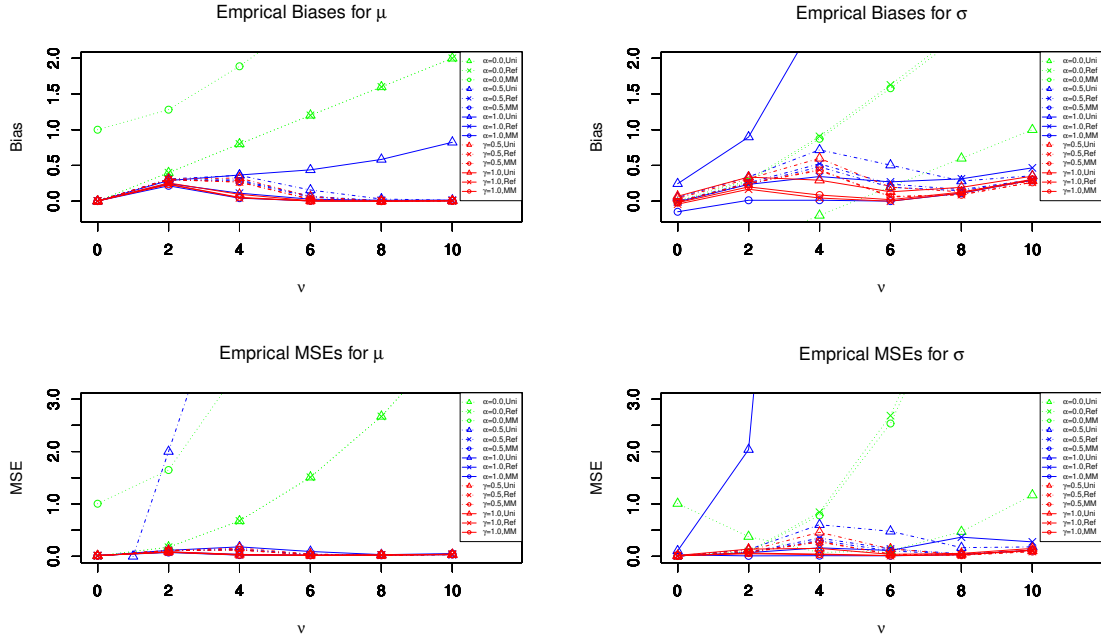 Emprical Biases for μ
Bias
2.0
1.5
1.0
0.5
0.0
0 2 4 6 8 10
ν
α=0.0,Uni
α=0.0,Ref
α=0.0,MM
α=0.5,Uni
α=0.5,Ref
α=0.5,MM
α=1.0,Uni
α=1.0,Ref
α=1.0,MM
γ=0.5,Uni
γ=0.5,Ref
γ=0.5,MM
γ=1.0,Uni
γ=1.0,Ref
γ=1.0,MM
Emprical Biases for σ
Bias
2.0
1.5
1.0
0.5
0.0
0 2 4 6 8 10
ν
α=0.0,Uni
α=0.0,Ref
α=0.0,MM
α=0.5,Uni
α=0.5,Ref
α=0.5,MM
α=1.0,Uni
α=1.0,Ref
α=1.0,MM
γ=0.5,Uni
γ=0.5,Ref
γ=0.5,MM
γ=1.0,Uni
γ=1.0,Ref
γ=1.0,MM
Emprical MSEs for μ
MSE
3.0
2.0
1.0
0.0
0 2 4 6 8 10
ν
α=0.0,Uni
α=0.0,Ref
α=0.0,MM
α=0.5,Uni
α=0.5,Ref
α=0.5,MM
α=1.0,Uni
α=1.0,Ref
α=1.0,MM
γ=0.5,Uni
γ=0.5,Ref
γ=0.5,MM
γ=1.0,Uni
γ=1.0,Ref
γ=1.0,MM
Emprical MSEs for σ
MSE
3.0
2.0
1.0
0.0
0 2 4 6 8 10
ν
α=0.0,Uni
α=0.0,Ref
α=0.0,MM
α=0.5,Uni
α=0.5,Ref
α=0.5,MM
α=1.0,Uni
α=1.0,Ref
α=1.0,MM
γ=0.5,Uni
γ=0.5,Ref
γ=0.5,MM
γ=1.0,Uni
γ=1.0,Ref
γ=1.0,MM